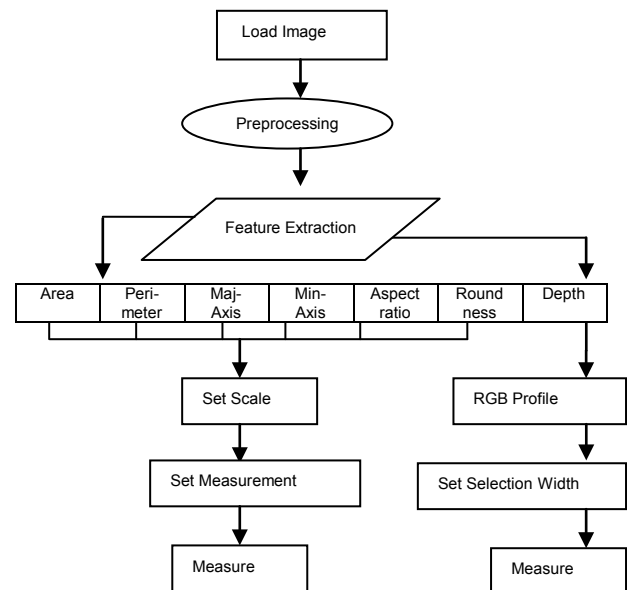 Load Image
Preprocessing
Feature Extraction
Area
Peri-
meter
Maj-
Axis
Min-
Axis
Aspect
ratio
Round
ness
Depth
Set Scale
RGB Profile
Set Measurement
Set Selection Width
Measure
Measure